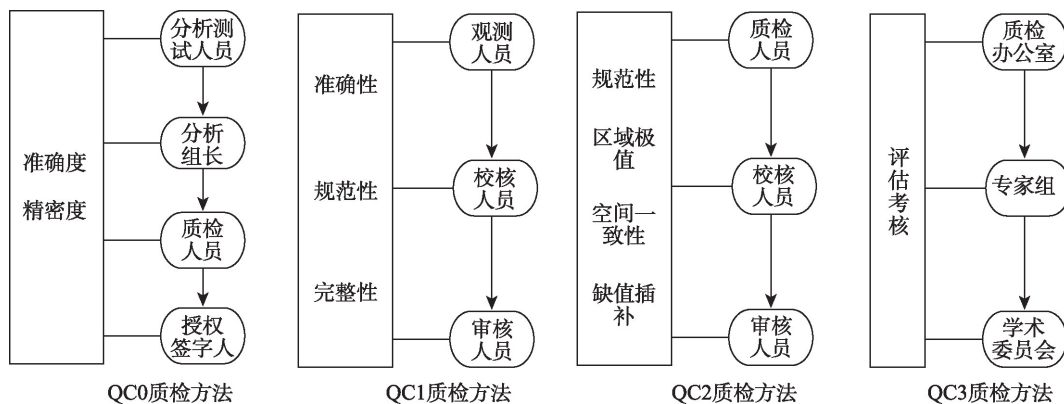 准确度
精密度
分析测
试人员
分析
组长
质检
人员
授权
签字人
QC0质检方法
准确性
规范性
完整性
观测
人员
校核
人员
审核
人员
QC1质检方法
规范性
区域极
值
空间一
致性
缺值插
补
质检
人员
校核
人员
审核
人员
QC2质检方法
评估考核
质检
办公室
专家组
学术
委员会
QC3质检方法